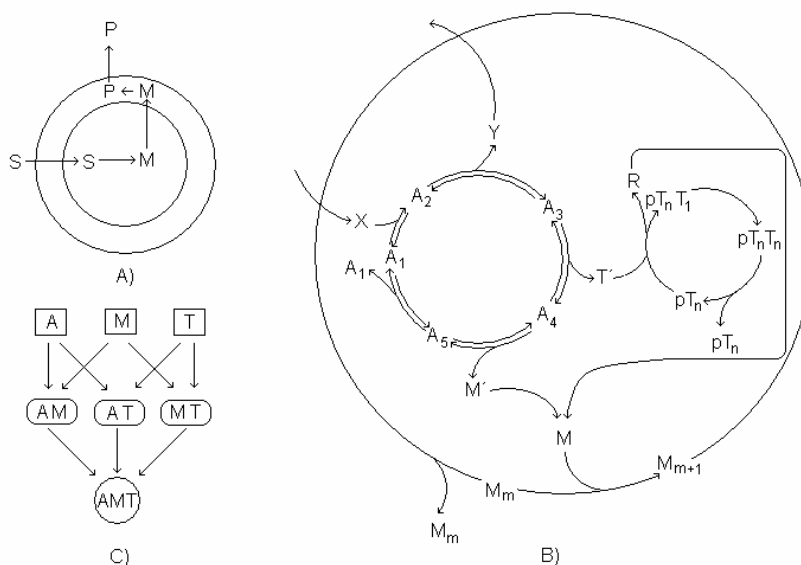 P
P M
S S M
A)
A M T
AM AT MT
AMT
C)
Y
X
A₂
A₃
A₁
A₁
A₅
A₄
T´
M´
M
R
pTₙT₁
pTₙTₙ
pTₙ
pTₙ
Mₘ
Mₘ₊₁
Mₘ
B)